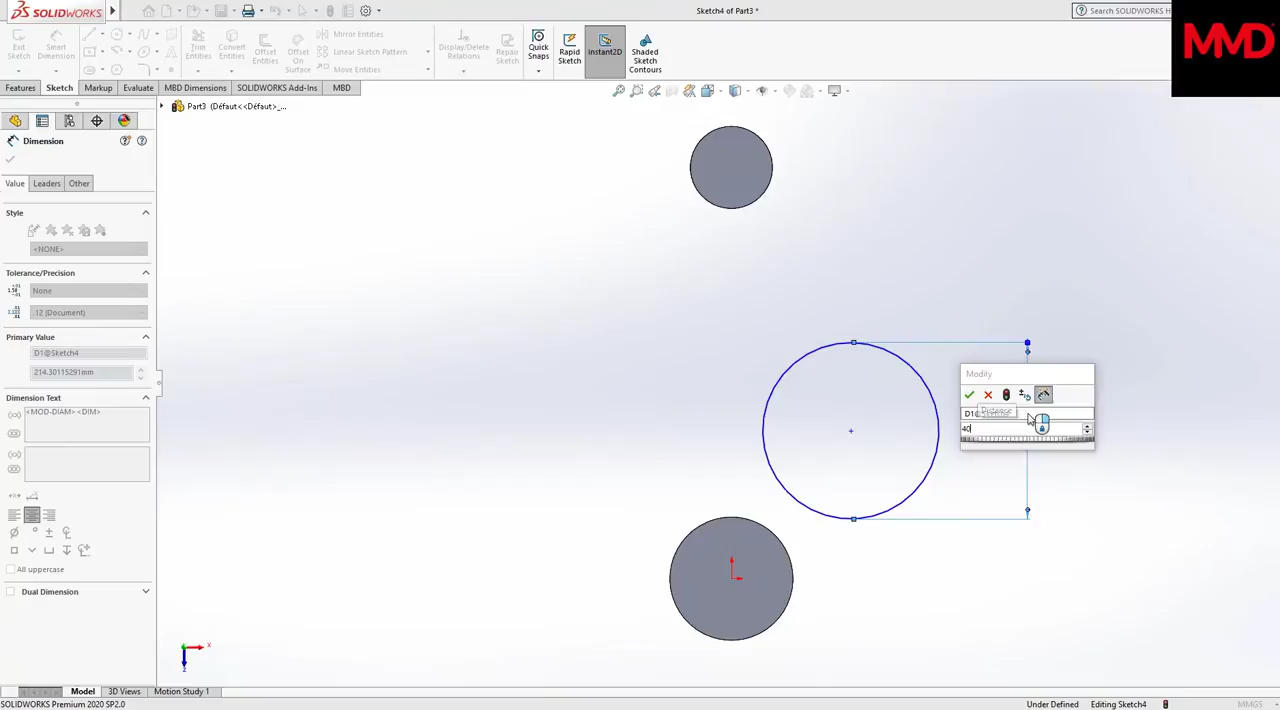 SOLIDWORKS
Sketch4 of Part3 *
Search SOLIDWORKS H
MMD
Exit Sketch
Smart Dimension
Trim Entities
Convert Entities
Offset Entities
Offset On Surface
Mirror Entities
Linear Sketch Pattern
Move Entities
Display/Delete Relations
Repair Sketch
Quick Snaps
Rapid Sketch
Instant2D
Shaded Sketch Contours
Features
Sketch
Markup
Evaluate
MBD Dimensions
SOLIDWORKS Add-Ins
MBD
Part3 (Défaut<<Défaut>_...
Dimension
Value
Leaders
Other
Style
<NONE>
Tolerance/Precision
None
.12 (Document)
Primary Value
D1@Sketch4
214.30115291mm
Dimension Text
<MOD-DIAM> <DIM>
All uppercase
Dual Dimension
Modify
Distance
40
x
z
Model
3D Views
Motion Study 1
SOLIDWORKS Premium 2020 SP2.0
Under Defined
Editing Sketch4
MMGS